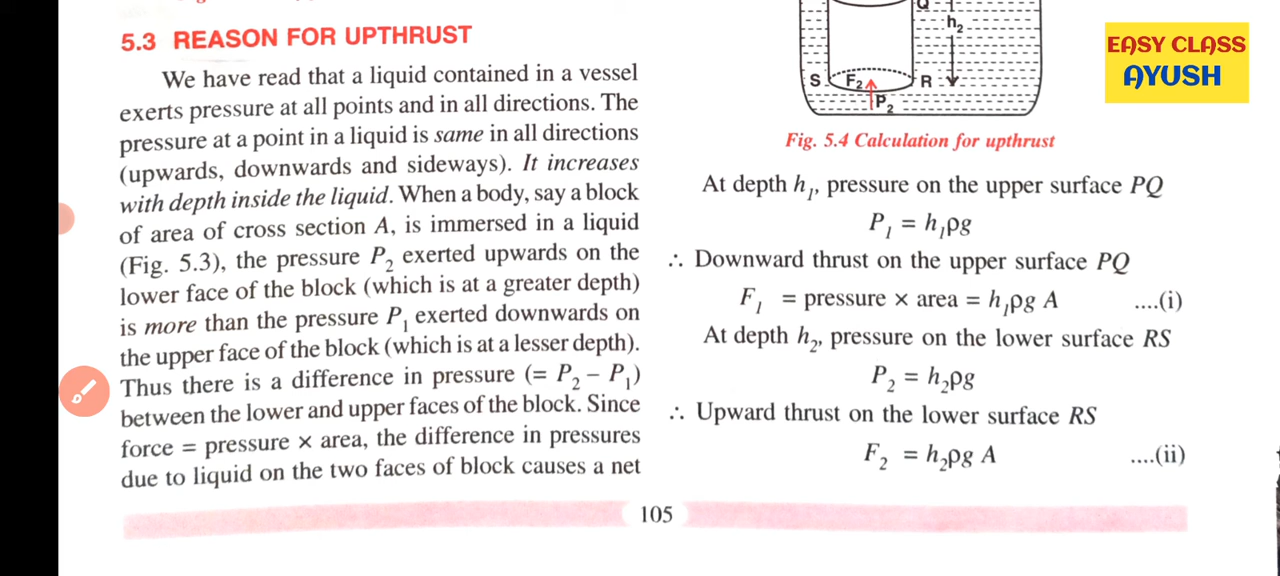 5.3 REASON FOR UPTHRUST
We have read that a liquid contained in a vessel
exerts pressure at all points and in all directions. The
pressure at a point in a liquid is same in all directions
(upwards, downwards and sideways). It increases
with depth inside the liquid. When a body, say a block
of area of cross section A, is immersed in a liquid
(Fig. 5.3), the pressure P₂ exerted upwards on the
lower face of the block (which is at a greater depth)
is more than the pressure P₁ exerted downwards on
the upper face of the block (which is at a lesser depth).
Thus there is a difference in pressure (= P₂ – P₁)
between the lower and upper faces of the block. Since
force = pressure × area, the difference in pressures
due to liquid on the two faces of block causes a net
Q
h₂
S
F₂
R
P₂
Fig. 5.4 Calculation for upthrust
At depth h₁, pressure on the upper surface PQ
P₁ = h₁ρg
∴ Downward thrust on the upper surface PQ
F₁ = pressure × area = h₁ρg A ....(i)
At depth h₂, pressure on the lower surface RS
P₂ = h₂ρg
∴ Upward thrust on the lower surface RS
F₂ = h₂ρg A ....(ii)
105
EASY CLASS
AYUSH